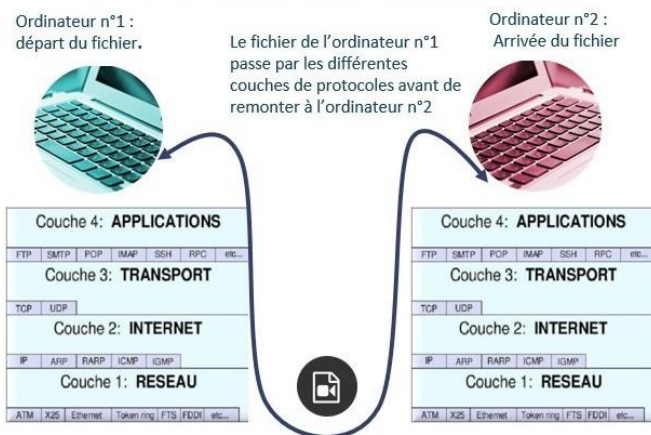 Ordinateur n°1 :
départ du fichier.
Le fichier de l'ordinateur n°1
passe par les différentes
couches de protocoles avant de
remonter à l'ordinateur n°2
Ordinateur n°2 :
Arrivée du fichier
Couche 4: APPLICATIONS
FTP SMTP POP IMAP SSH RPC etc...
Couche 3: TRANSPORT
TCP UDP
Couche 2: INTERNET
IP ARP RARP ICMP IGMP
Couche 1: RESEAU
ATM X25 Ethernet Token ring FTS FDDI etc...
Couche 4: APPLICATIONS
FTP SMTP POP IMAP SSH RPC etc...
Couche 3: TRANSPORT
TCP UDP
Couche 2: INTERNET
IP ARP RARP ICMP IGMP
Couche 1: RESEAU
ATM X25 Ethernet Token ring FTS FDDI etc...